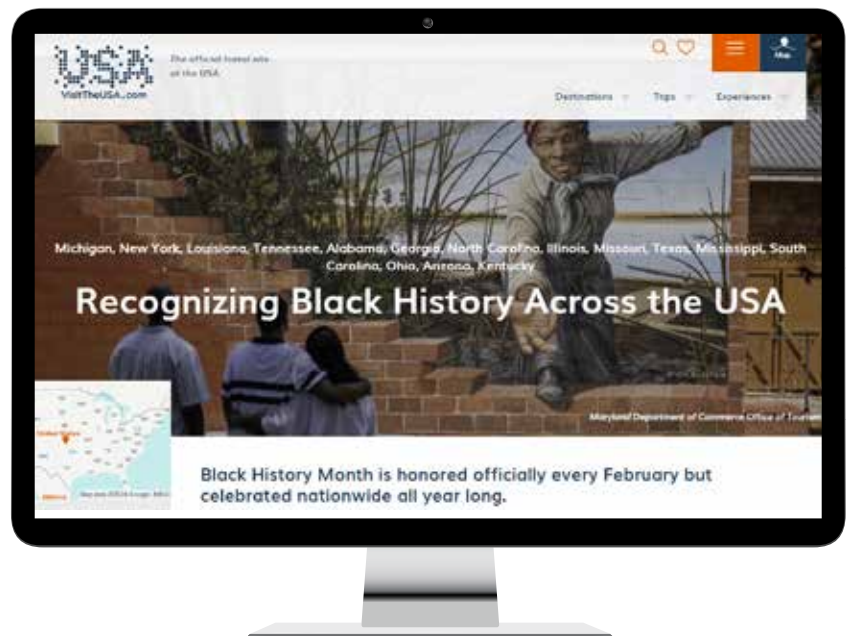 USA
VisitTheUSA.com
The official travel site
of the USA
Map
Destinations
Trips
Experiences
Michigan, New York, Louisiana, Tennessee, Alabama, Georgia, North Carolina, Illinois, Missouri, Texas, Mississippi, South
Carolina, Ohio, Arizona, Kentucky
Recognizing Black History Across the USA
Maryland Department of Commerce Office of Tourism
Black History Month is honored officially every February but
celebrated nationwide all year long.